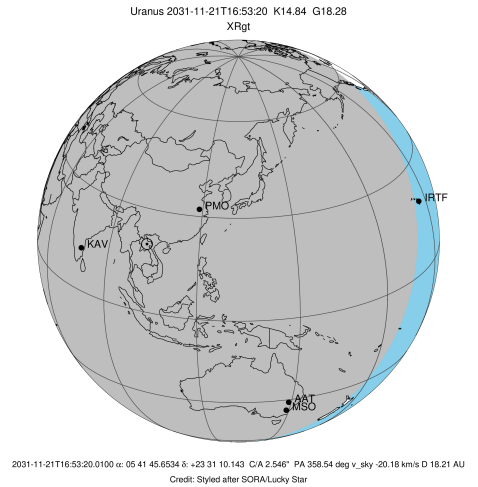 Uranus 2031-11-21T16:53:20 K14.84 G18.28
XRgt
IRTF
PMO
KAV
AAT
MSO
2031-11-21T16:53:20.0100 α: 05 41 45.6534 δ: +23 31 10.143 C/A 2.546" PA 358.54 deg v_sky -20.18 km/s D 18.21 AU
Credit: Styled after SORA/Lucky Star